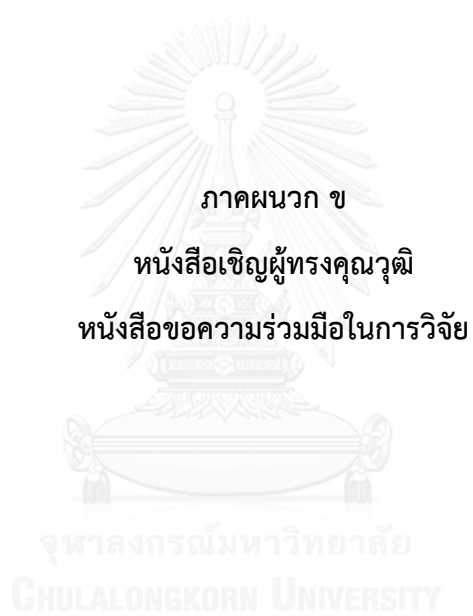 ภาคผนวก ข
หนังสือเชิญผู้ทรงคุณวุฒิ
หนังสือขอความร่วมมือในการวิจัย
จุฬาลงกรณ์มหาวิทยาลัย
CHULALONGKORN UNIVERSITY